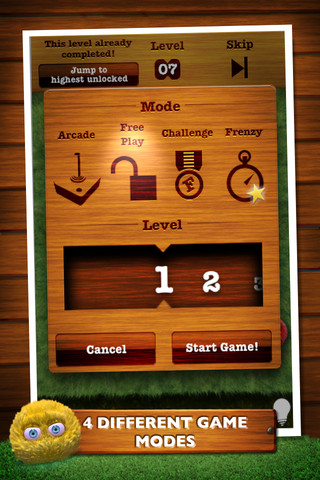 This level already
completed!
Level
Skip
Jump to
highest unlocked
07
Mode
Arcade
Free
Play
Challenge
Frenzy
Level
1 2
Cancel
Start Game!
4 DIFFERENT GAME
MODES